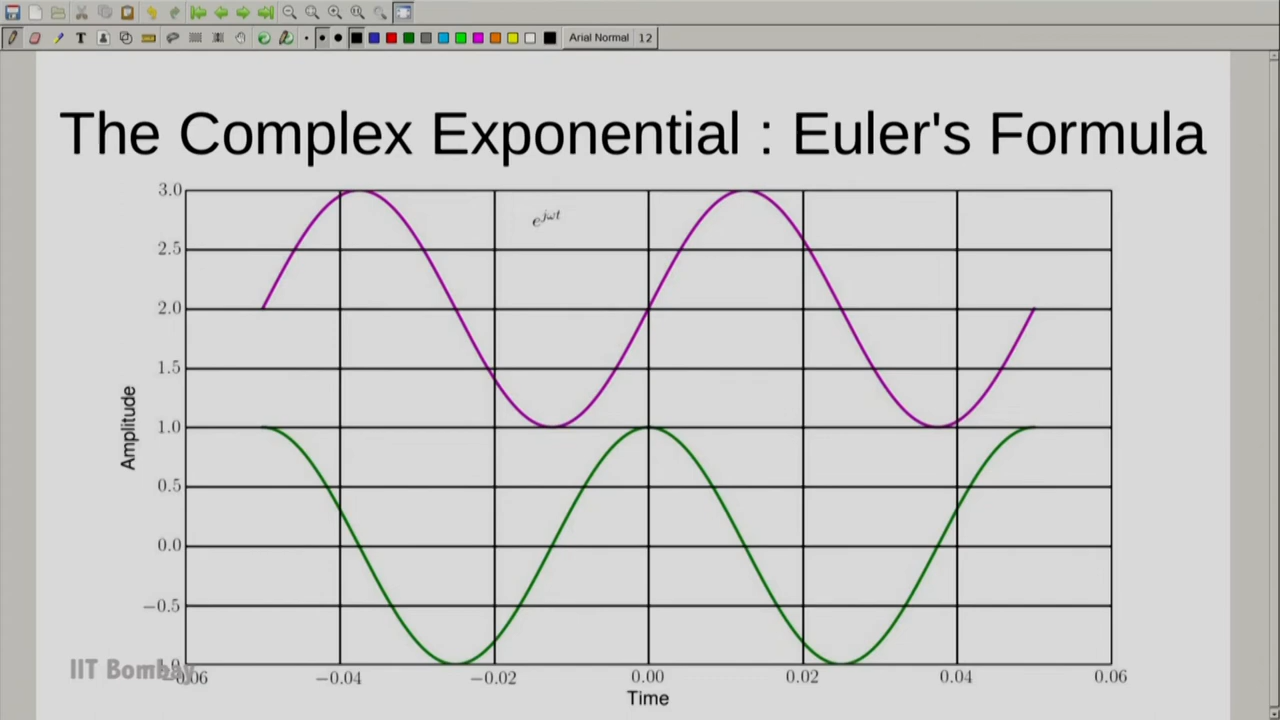 Arial Normal 12
The Complex Exponential : Euler's Formula
3.0
e^{jωt}
2.5
2.0
1.5
Amplitude
1.0
0.5
0.0
−0.5
IIT Bombay
−0.04 −0.02 0.00 0.02 0.04 0.06
Time